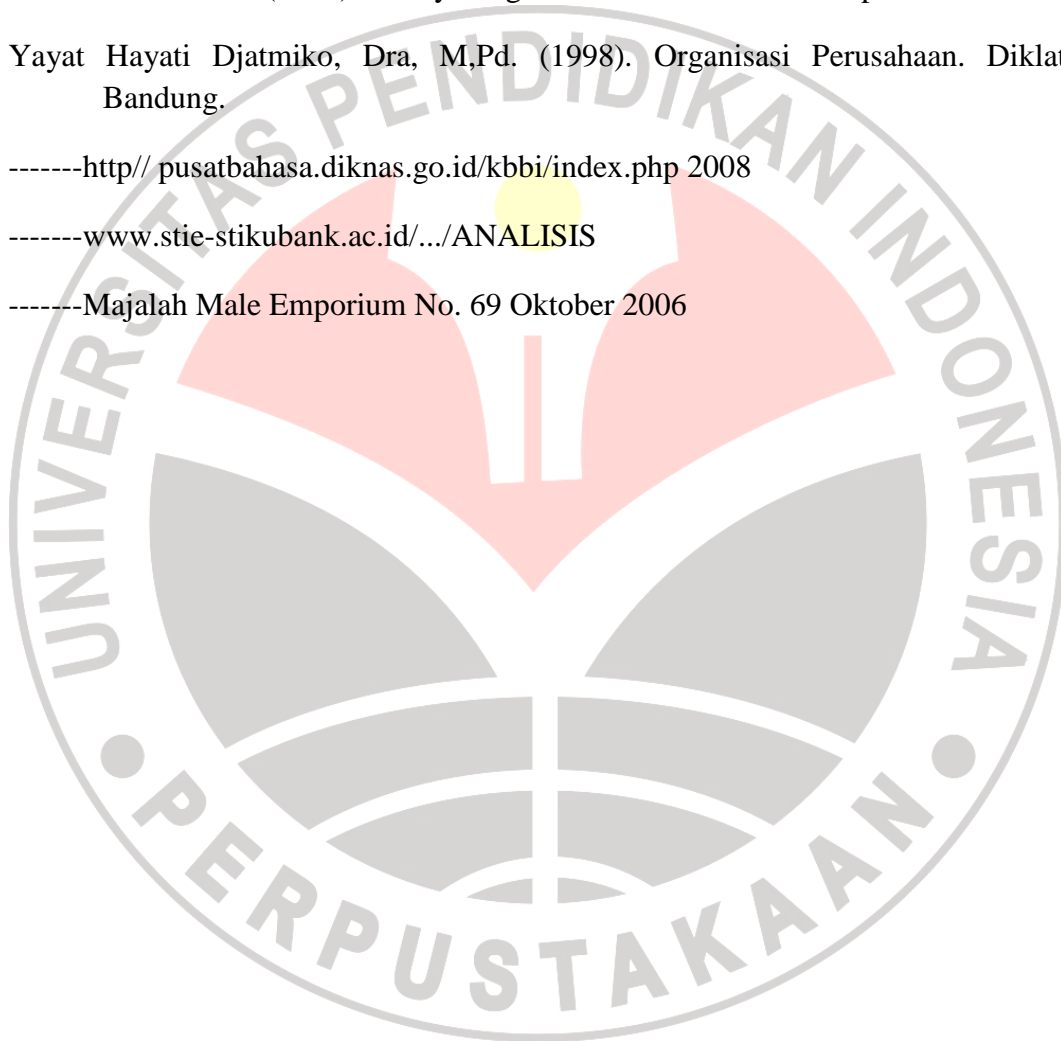 Yayat Hayati Djatmiko, Dra, M,Pd. (1998). Organisasi Perusahaan. Diklat
Bandung.
-------http// pusatbahasa.diknas.go.id/kbbi/index.php 2008
-------www.stie-stikubank.ac.id/.../ANALISIS
-------Majalah Male Emporium No. 69 Oktober 2006
UNIVERSITAS PENDIDIKAN INDONESIA
PERPUSTAKAAN